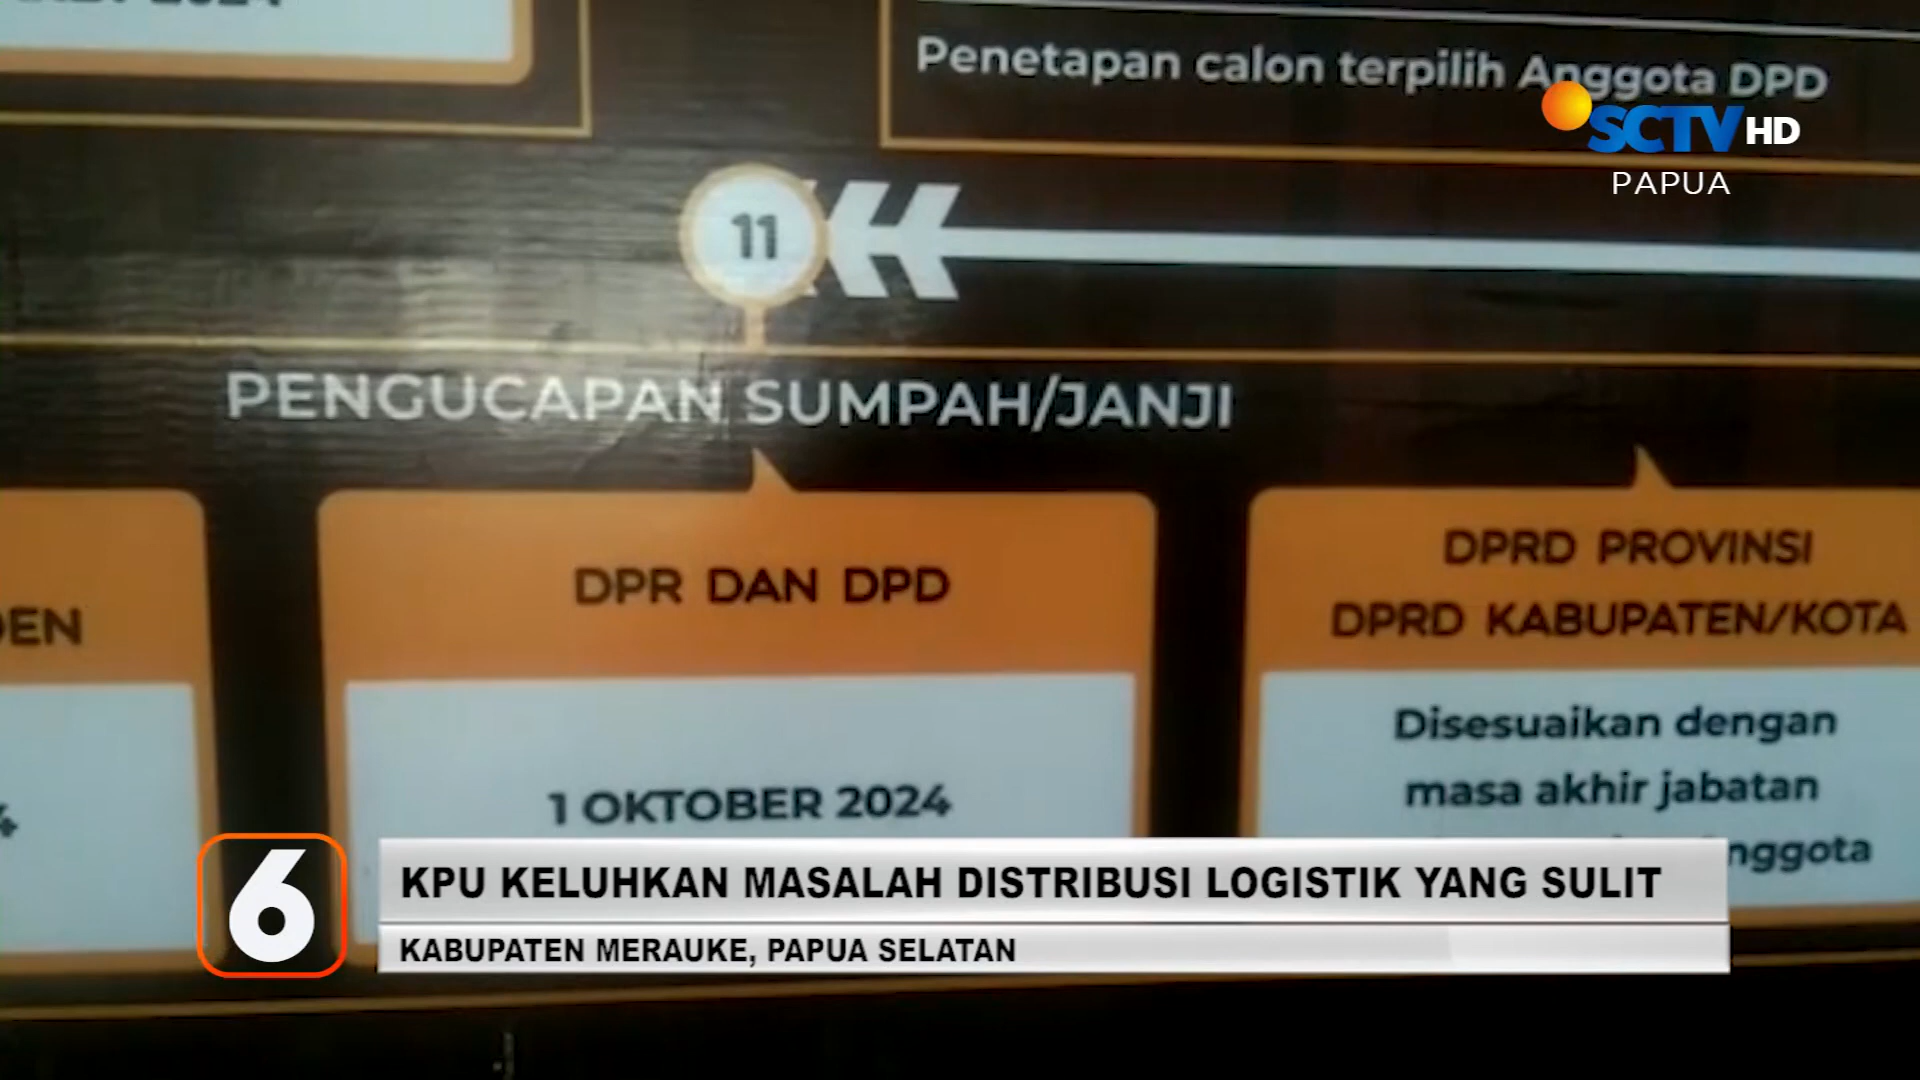 Penetapan calon terpilih Anggota DPD
SCTV HD
PAPUA
11
PENGUCAPAN SUMPAH/JANJI
DPR DAN DPD
1 OKTOBER 2024
DPRD PROVINSI
DPRD KABUPATEN/KOTA
Disesuaikan dengan
masa akhir jabatan
nggota
6
KPU KELUHKAN MASALAH DISTRIBUSI LOGISTIK YANG SULIT
KABUPATEN MERAUKE, PAPUA SELATAN